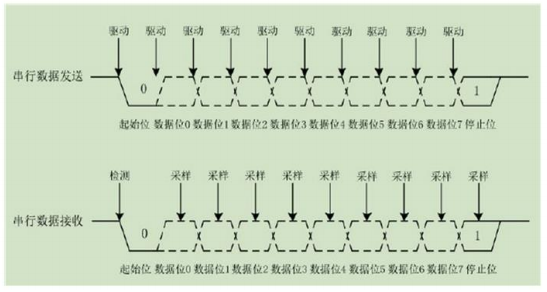 驱动 驱动 驱动 驱动 驱动 驱动 驱动 驱动 驱动 驱动
串行数据发送 0 1
起始位 数据位0 数据位1 数据位2 数据位3 数据位4 数据位5 数据位6 数据位7 停止位
检测 采样 采样 采样 采样 采样 采样 采样 采样 采样
串行数据接收 0 1
起始位 数据位0 数据位1 数据位2 数据位3 数据位4 数据位5 数据位6 数据位7 停止位